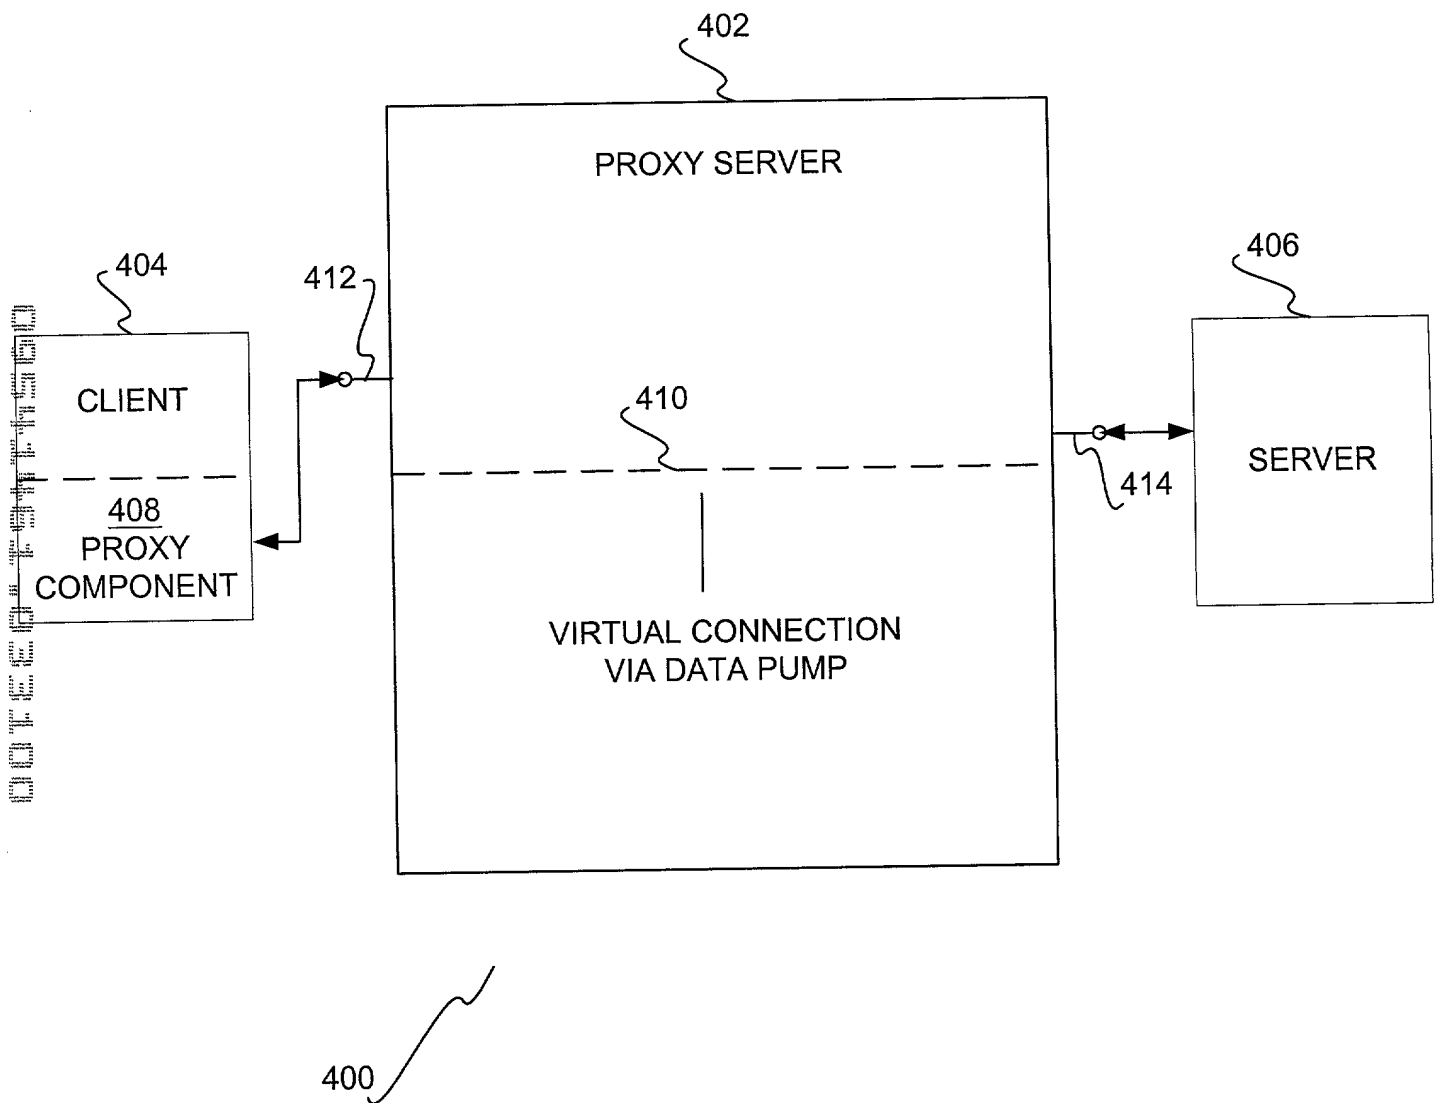 402
PROXY SERVER
404
412
406
CLIENT
410
SERVER
414
408
PROXY
COMPONENT
VIRTUAL CONNECTION
VIA DATA PUMP
400